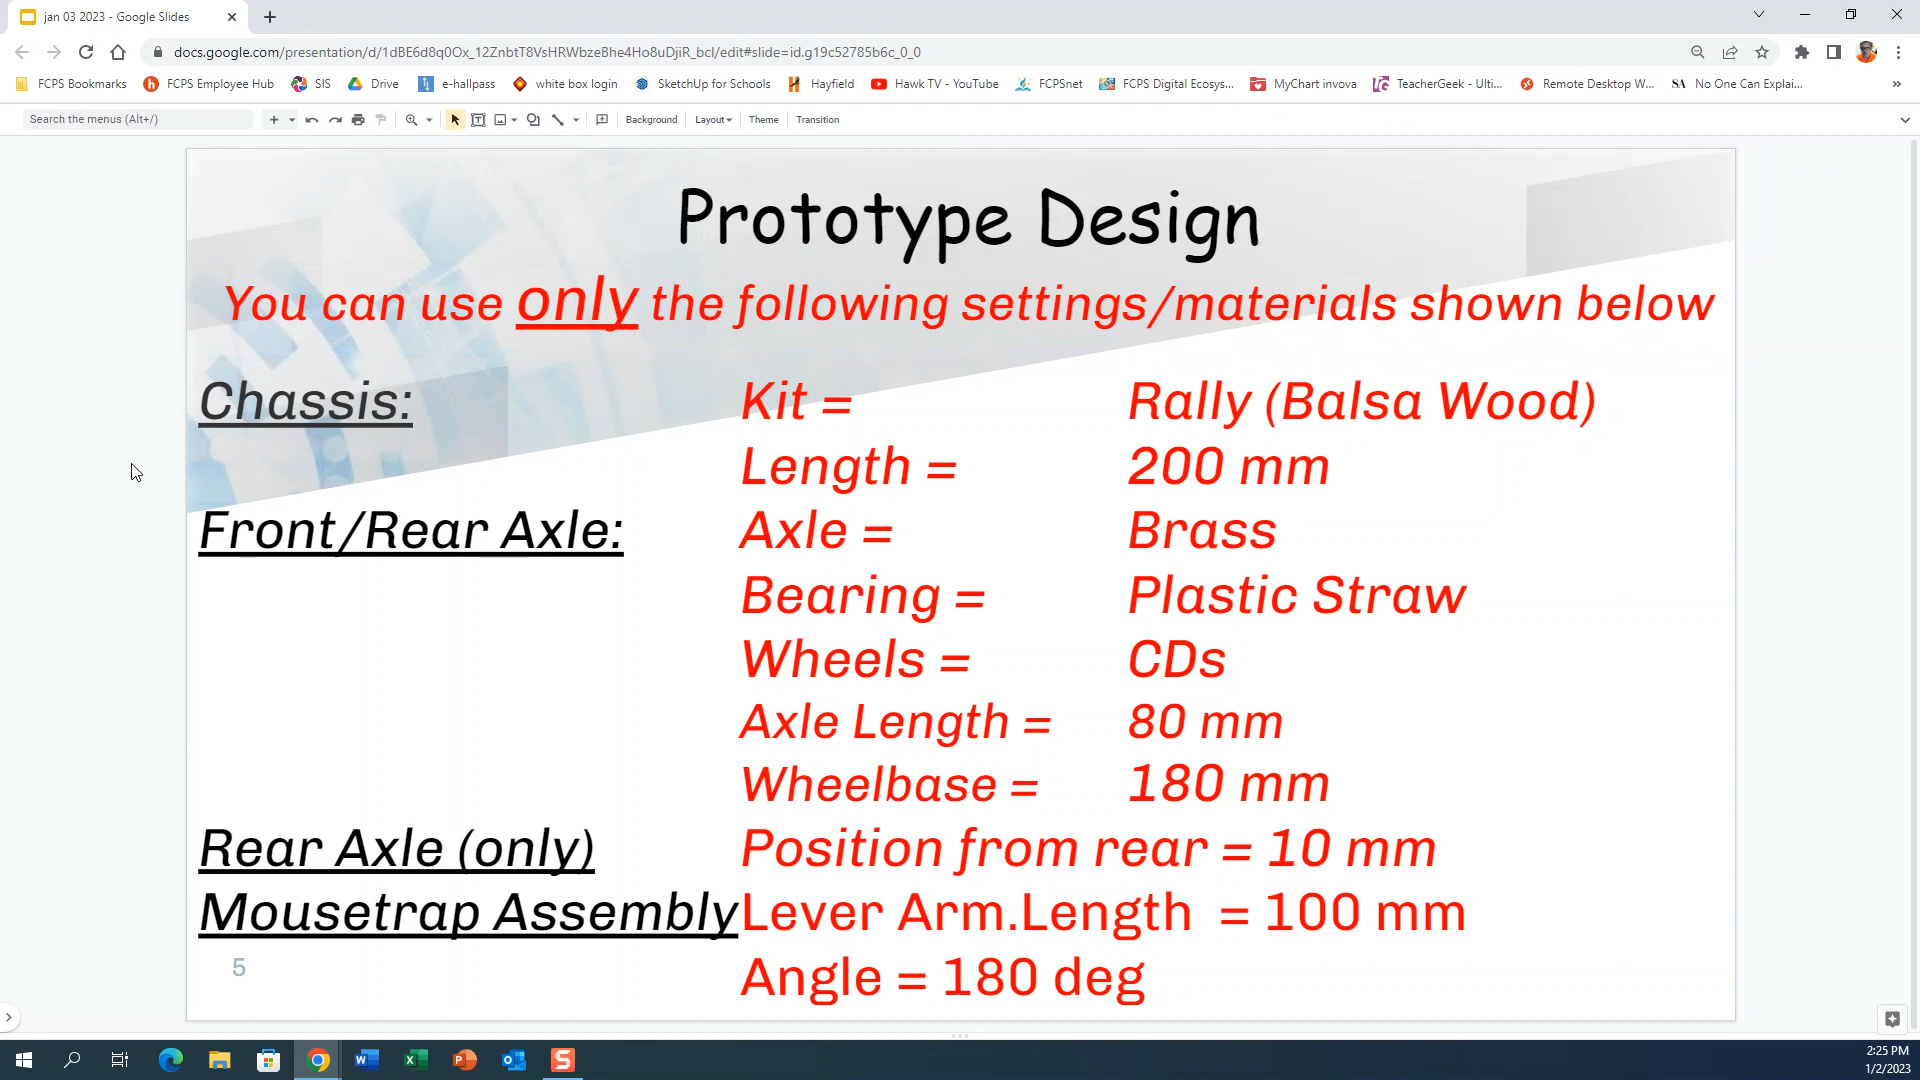 jan 03 2023 - Google Slides
docs.google.com/presentation/d/1dBE6d8q0Ox_12ZnbtT8VsHRWbzeBhe4Ho8uDjiR_bcI/edit#slide=id.g19c52785b6c_0_0
FCPS Bookmarks FCPS Employee Hub SIS Drive e-hallpass white box login SketchUp for Schools Hayfield Hawk TV - YouTube FCPSnet FCPS Digital Ecosys... MyChart invova TeacherGeek - Ulti... Remote Desktop W... SA No One Can Explai...
Search the menus (Alt+/) Background Layout Theme Transition
Prototype Design
You can use only the following settings/materials shown below
Chassis: Kit = Rally (Balsa Wood)
Length = 200 mm
Front/Rear Axle: Axle = Brass
Bearing = Plastic Straw
Wheels = CDs
Axle Length = 80 mm
Wheelbase = 180 mm
Rear Axle (only) Position from rear = 10 mm
Mousetrap Assembly Lever Arm.Length = 100 mm
Angle = 180 deg
5
2:25 PM
1/2/2023